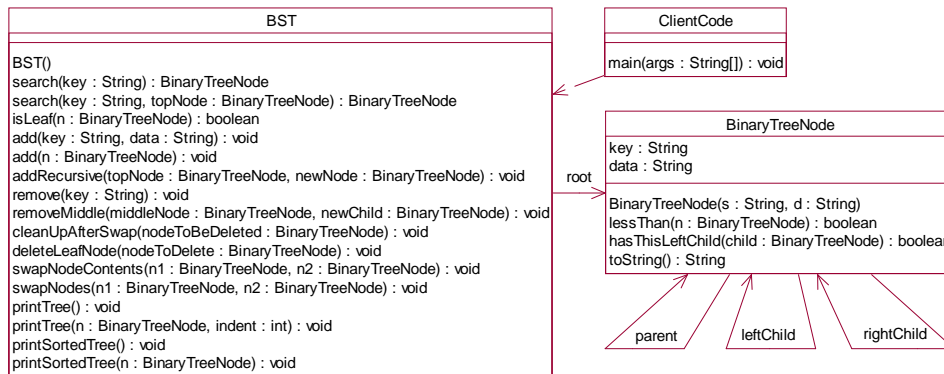 BST
BST()
search(key : String) : BinaryTreeNode
search(key : String, topNode : BinaryTreeNode) : BinaryTreeNode
isLeaf(n : BinaryTreeNode) : boolean
add(key : String, data : String) : void
add(n : BinaryTreeNode) : void
addRecursive(topNode : BinaryTreeNode, newNode : BinaryTreeNode) : void
remove(key : String) : void
removeMiddle(middleNode : BinaryTreeNode, newChild : BinaryTreeNode) : void
cleanUpAfterSwap(nodeToBeDeleted : BinaryTreeNode) : void
deleteLeafNode(nodeToDelete : BinaryTreeNode) : void
swapNodeContents(n1 : BinaryTreeNode, n2 : BinaryTreeNode) : void
swapNodes(n1 : BinaryTreeNode, n2 : BinaryTreeNode) : void
printTree() : void
printTree(n : BinaryTreeNode, indent : int) : void
printSortedTree() : void
printSortedTree(n : BinaryTreeNode) : void
ClientCode
main(args : String[]) : void
root
BinaryTreeNode
key : String
data : String
BinaryTreeNode(s : String, d : String)
lessThan(n : BinaryTreeNode) : boolean
hasThisLeftChild(child : BinaryTreeNode) : boolean
toString() : String
parent
leftChild
rightChild